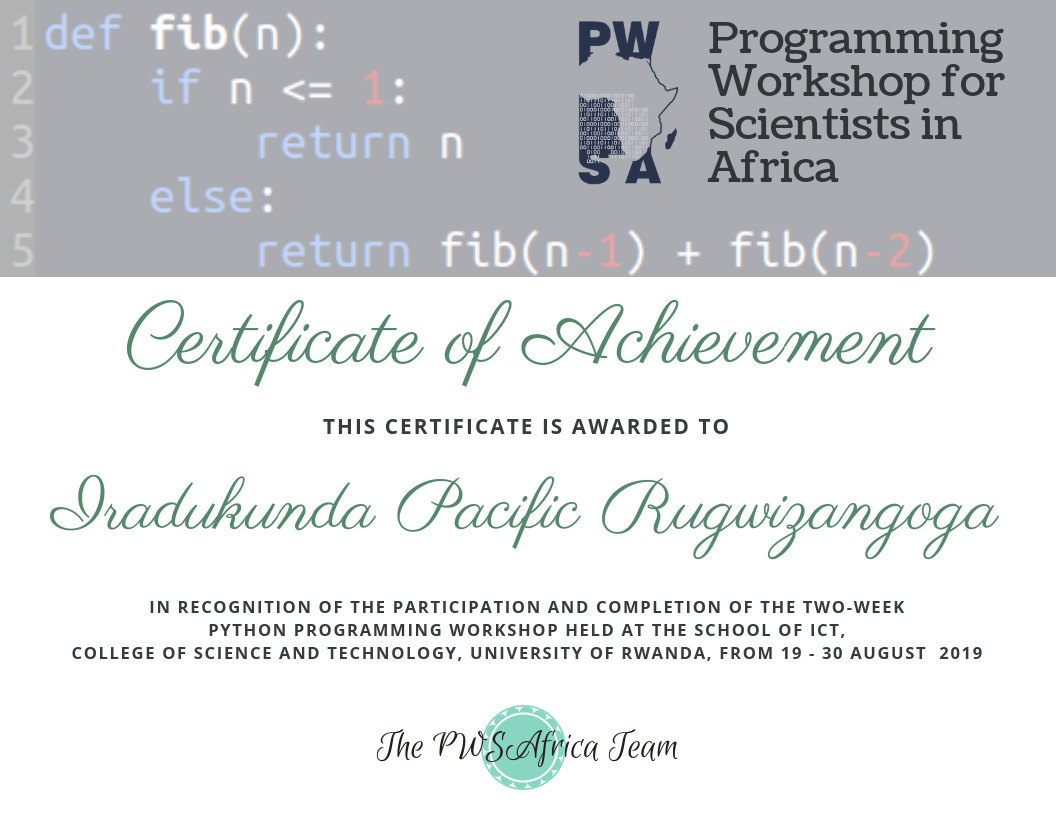 1 def fib(n):
2 if n <= 1:
3 return n
4 else:
5 return fib(n-1) + fib(n-2)
PW
SA
Programming
Workshop for
Scientists in
Africa
Certificate of Achievement
THIS CERTIFICATE IS AWARDED TO
Iradukunda Pacific Rugwizangoga
IN RECOGNITION OF THE PARTICIPATION AND COMPLETION OF THE TWO-WEEK
PYTHON PROGRAMMING WORKSHOP HELD AT THE SCHOOL OF ICT,
COLLEGE OF SCIENCE AND TECHNOLOGY, UNIVERSITY OF RWANDA, FROM 19 - 30 AUGUST 2019
The PWSAfrica Team